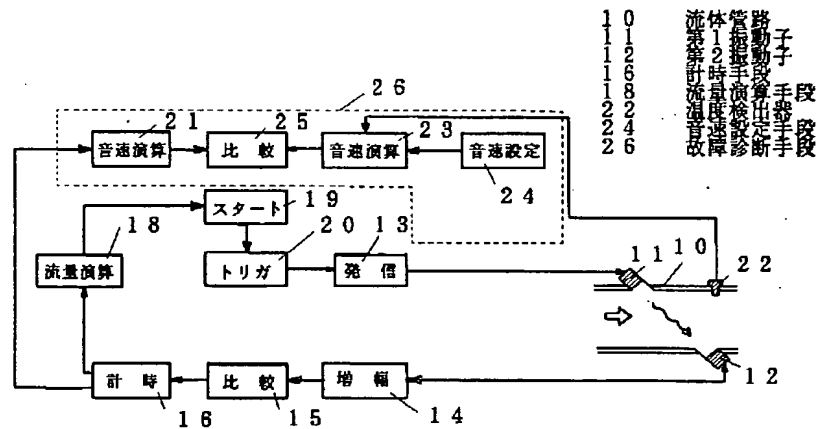 10 流体管路
11 第1振動子
12 第2振動子
16 計時手段
18 流量演算手段
22 温度検出器
24 音速設定手段
26 故障診断手段
26
21
25
23
音速演算
比較
音速演算
音速設定
24
19
18
スタート
20
13
流量演算
トリガ
発信
11
10
22
計時
比較
増幅
12
16
15
14